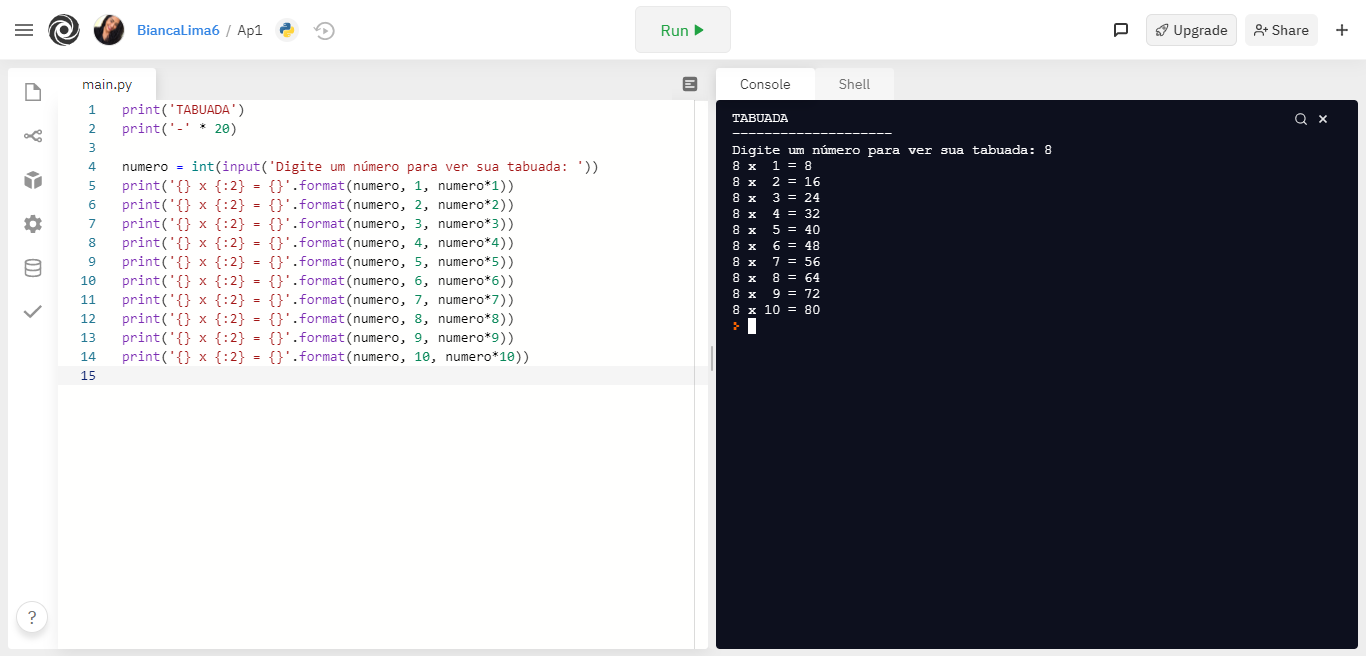 BiancaLima6 / Ap1
Run
Upgrade
Share
main.py
1 print('TABUADA')
2 print('-' * 20)
3
4 numero = int(input('Digite um número para ver sua tabuada: '))
5 print('{} x {:2} = {}'.format(numero, 1, numero*1))
6 print('{} x {:2} = {}'.format(numero, 2, numero*2))
7 print('{} x {:2} = {}'.format(numero, 3, numero*3))
8 print('{} x {:2} = {}'.format(numero, 4, numero*4))
9 print('{} x {:2} = {}'.format(numero, 5, numero*5))
10 print('{} x {:2} = {}'.format(numero, 6, numero*6))
11 print('{} x {:2} = {}'.format(numero, 7, numero*7))
12 print('{} x {:2} = {}'.format(numero, 8, numero*8))
13 print('{} x {:2} = {}'.format(numero, 9, numero*9))
14 print('{} x {:2} = {}'.format(numero, 10, numero*10))
15
?
Console
Shell
TABUADA
--------------------
Digite um número para ver sua tabuada: 8
8 x  1 = 8
8 x  2 = 16
8 x  3 = 24
8 x  4 = 32
8 x  5 = 40
8 x  6 = 48
8 x  7 = 56
8 x  8 = 64
8 x  9 = 72
8 x 10 = 80